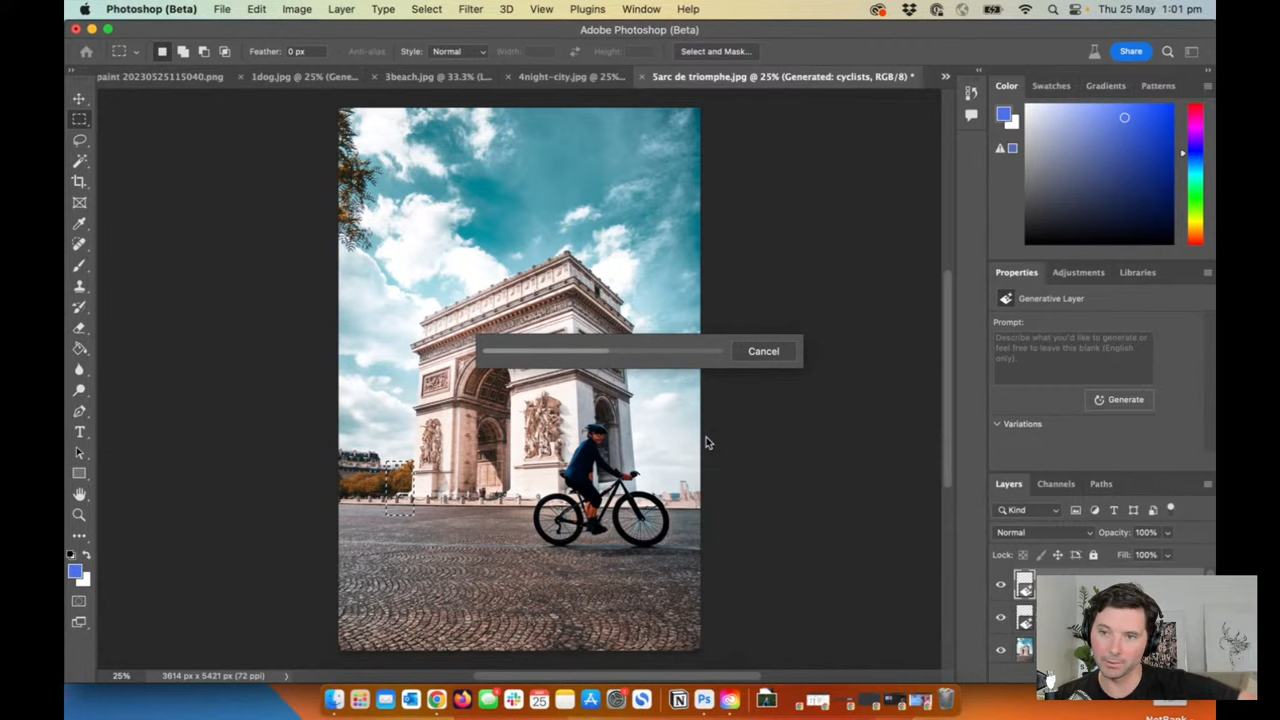 Photoshop (Beta) File Edit Image Layer Type Select Filter 3D View Plugins Window Help Thu 25 May 1:01 pm
Adobe Photoshop (Beta)
Feather: 0 px Anti-alias Style: Normal Width: Height: Select and Mask... Share
paint 20230525115040.png × 1dog.jpg @ 25% (Gene... × 3beach.jpg @ 33.3% (L... × 4night-city.jpg @ 25%... × 5arc de triomphe.jpg @ 25% (Generated: cyclists, RGB/8) *
Color Swatches Gradients Patterns
Properties Adjustments Libraries
Generative Layer
Prompt:
Describe what you'd like to generate or
feel free to leave this blank (English
only).
Cancel
Generate
Variations
Layers Channels Paths
Kind
Normal Opacity: 100%
Lock: Fill: 100%
25% 3614 px x 5421 px (72 ppi)
25
Ps
NetBank